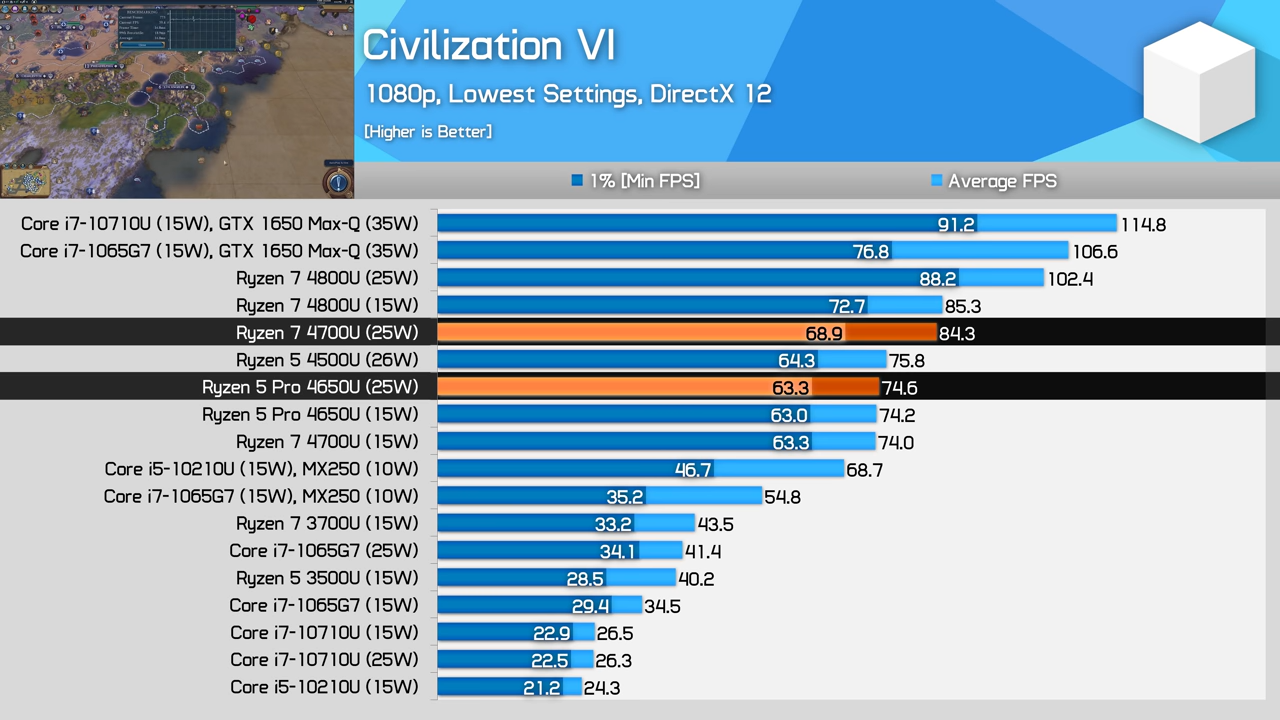 Civilization VI
1080p, Lowest Settings, DirectX 12
[Higher is Better]
1% [Min FPS] Average FPS
Core i7-10710U (15W), GTX 1650 Max-Q (35W) 91.2 114.8
Core i7-1065G7 (15W), GTX 1650 Max-Q (35W) 76.8 106.6
Ryzen 7 4800U (25W) 88.2 102.4
Ryzen 7 4800U (15W) 72.7 85.3
Ryzen 7 4700U (25W) 68.9 84.3
Ryzen 5 4500U (26W) 64.3 75.8
Ryzen 5 Pro 4650U (25W) 63.3 74.6
Ryzen 5 Pro 4650U (15W) 63.0 74.2
Ryzen 7 4700U (15W) 63.3 74.0
Core i5-10210U (15W), MX250 (10W) 46.7 68.7
Core i7-1065G7 (15W), MX250 (10W) 35.2 54.8
Ryzen 7 3700U (15W) 33.2 43.5
Core i7-1065G7 (25W) 34.1 41.4
Ryzen 5 3500U (15W) 28.5 40.2
Core i7-1065G7 (15W) 29.4 34.5
Core i7-10710U (15W) 22.9 26.5
Core i7-10710U (25W) 22.5 26.3
Core i5-10210U (15W) 21.2 24.3